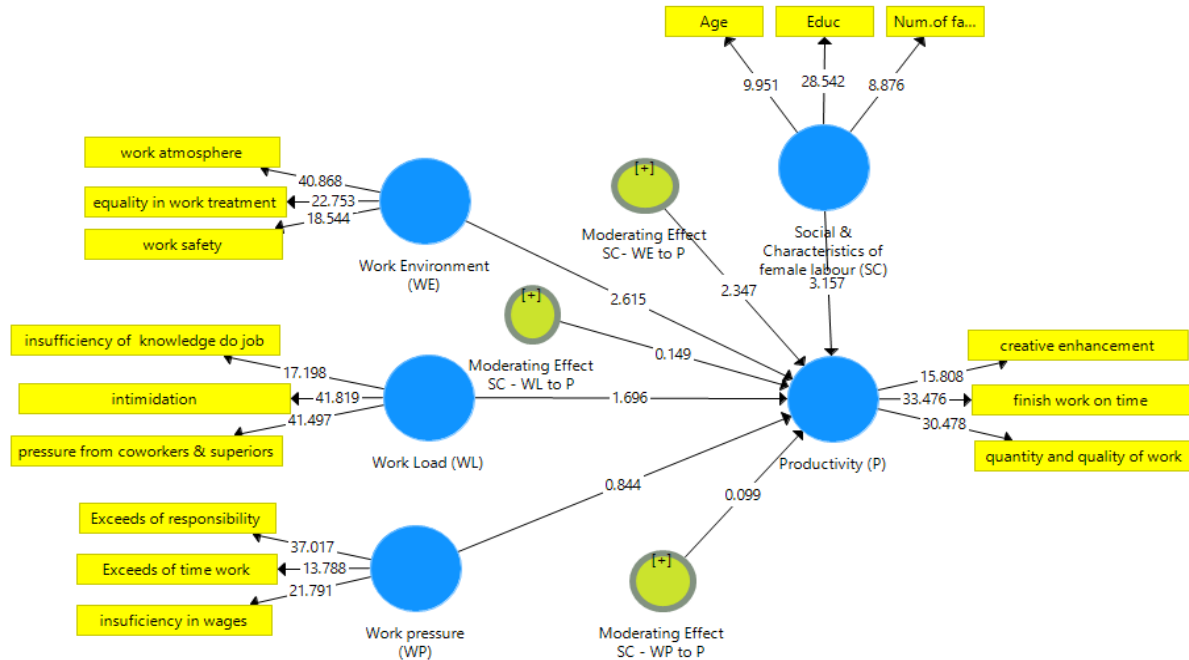 Age
Educ
Num.of fa...
9.951
28.542
8.876
work atmosphere
equality in work treatment
work safety
40.868
22.753
18.544
Work Environment
(WE)
[+]
Moderating Effect
SC- WE to P
Social &
Characteristics of
female labour (SC)
3.157
2.615
2.347
[+]
Moderating Effect
SC - WL to P
0.149
insufficiency of knowledge do job
intimidation
pressure from coworkers & superiors
17.198
41.819
41.497
Work Load (WL)
1.696
creative enhancement
finish work on time
quantity and quality of work
15.808
33.476
30.478
Productivity (P)
0.844
0.099
Exceeds of responsibility
Exceeds of time work
insuficiency in wages
37.017
13.788
21.791
Work pressure
(WP)
[+]
Moderating Effect
SC - WP to P